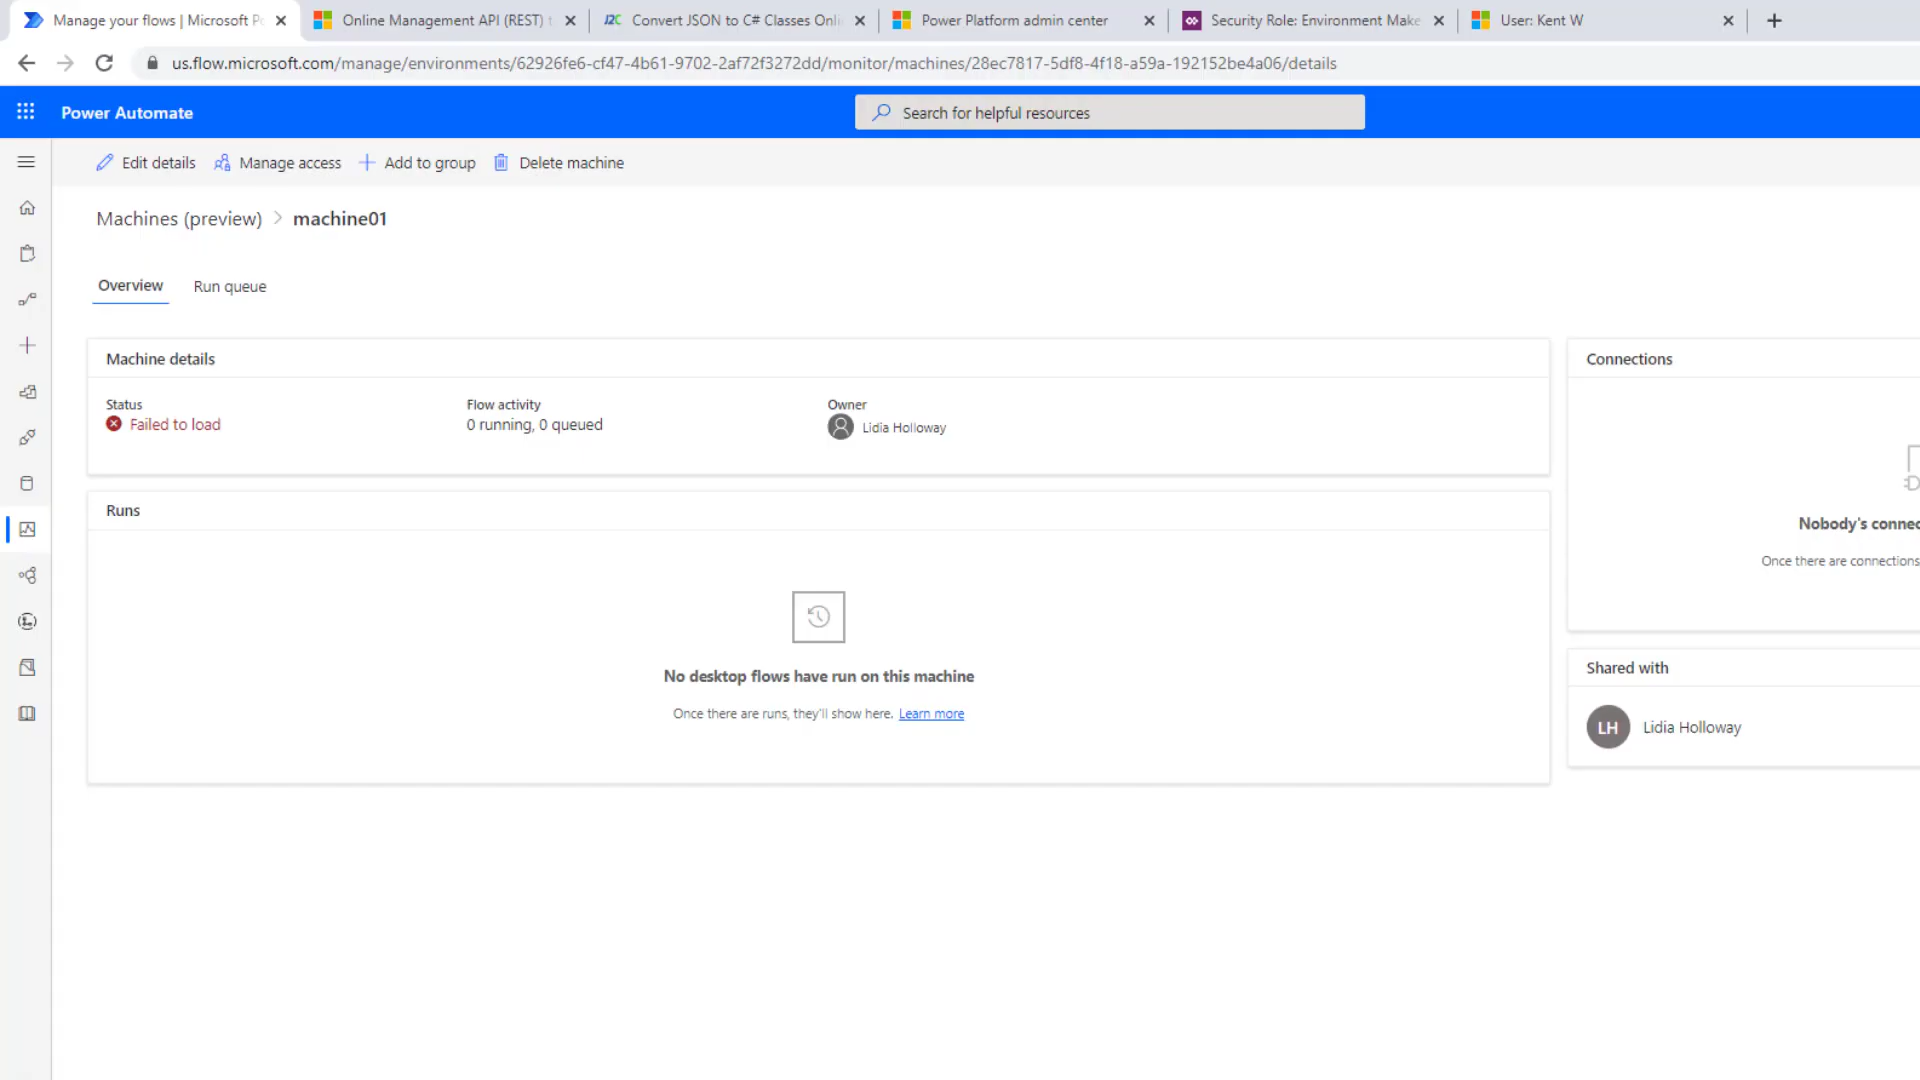 Manage your flows | Microsoft Po
Online Management API (REST) t
J2C Convert JSON to C# Classes Onli
Power Platform admin center
Security Role: Environment Make
User: Kent W
us.flow.microsoft.com/manage/environments/62926fe6-cf47-4b61-9702-2af72f3272dd/monitor/machines/28ec7817-5df8-4f18-a59a-192152be4a06/details
Power Automate
Search for helpful resources
Edit details
Manage access
Add to group
Delete machine
Machines (preview) > machine01
Overview
Run queue
Machine details
Status
Failed to load
Flow activity
0 running, 0 queued
Owner
Lidia Holloway
Runs
No desktop flows have run on this machine
Once there are runs, they'll show here. Learn more
Connections
Nobody's connec
Once there are connections
Shared with
LH
Lidia Holloway